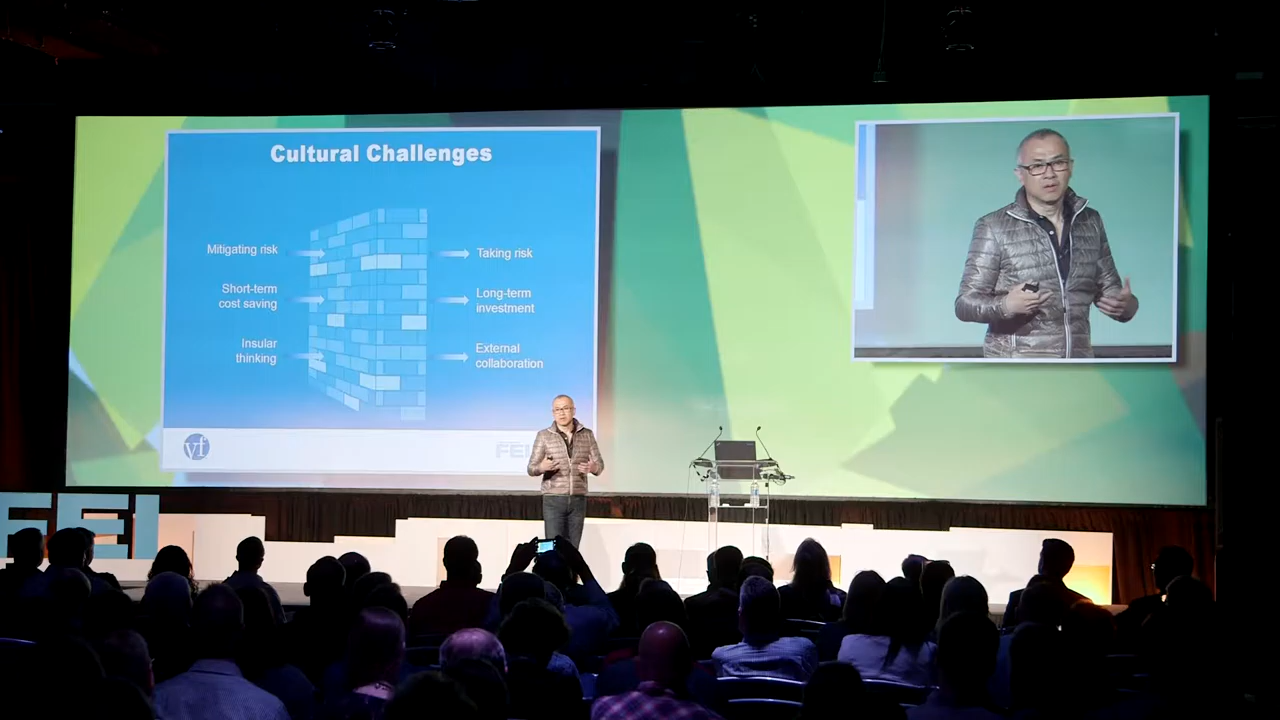 Cultural Challenges
Mitigating risk
Taking risk
Short-term
cost saving
Long-term
investment
Insular
thinking
External
collaboration
vf
FEI
FEI